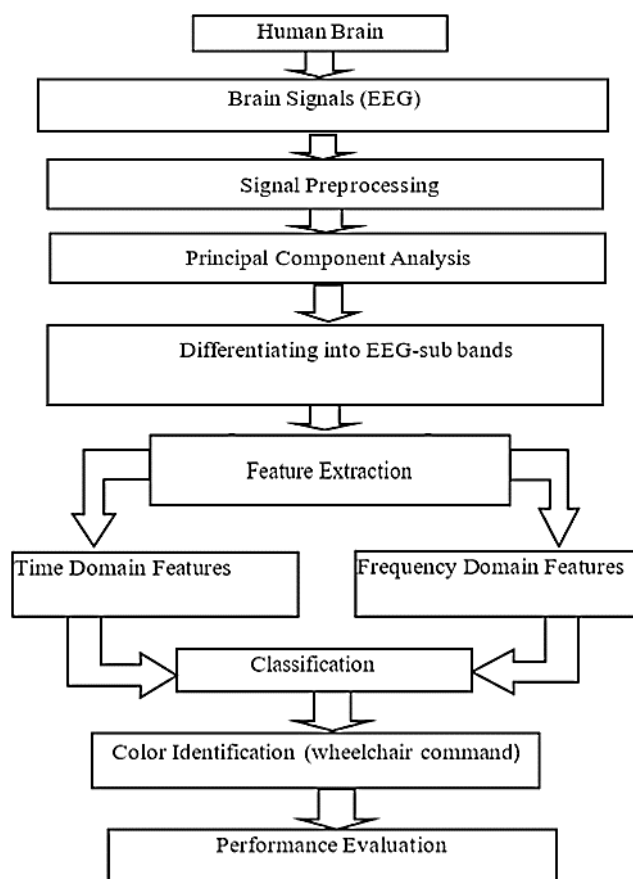 Human Brain
Brain Signals (EEG)
Signal Preprocessing
Principal Component Analysis
Differentiating into EEG-sub bands
Feature Extraction
Time Domain Features
Frequency Domain Features
Classification
Color Identification (wheelchair command)
Performance Evaluation